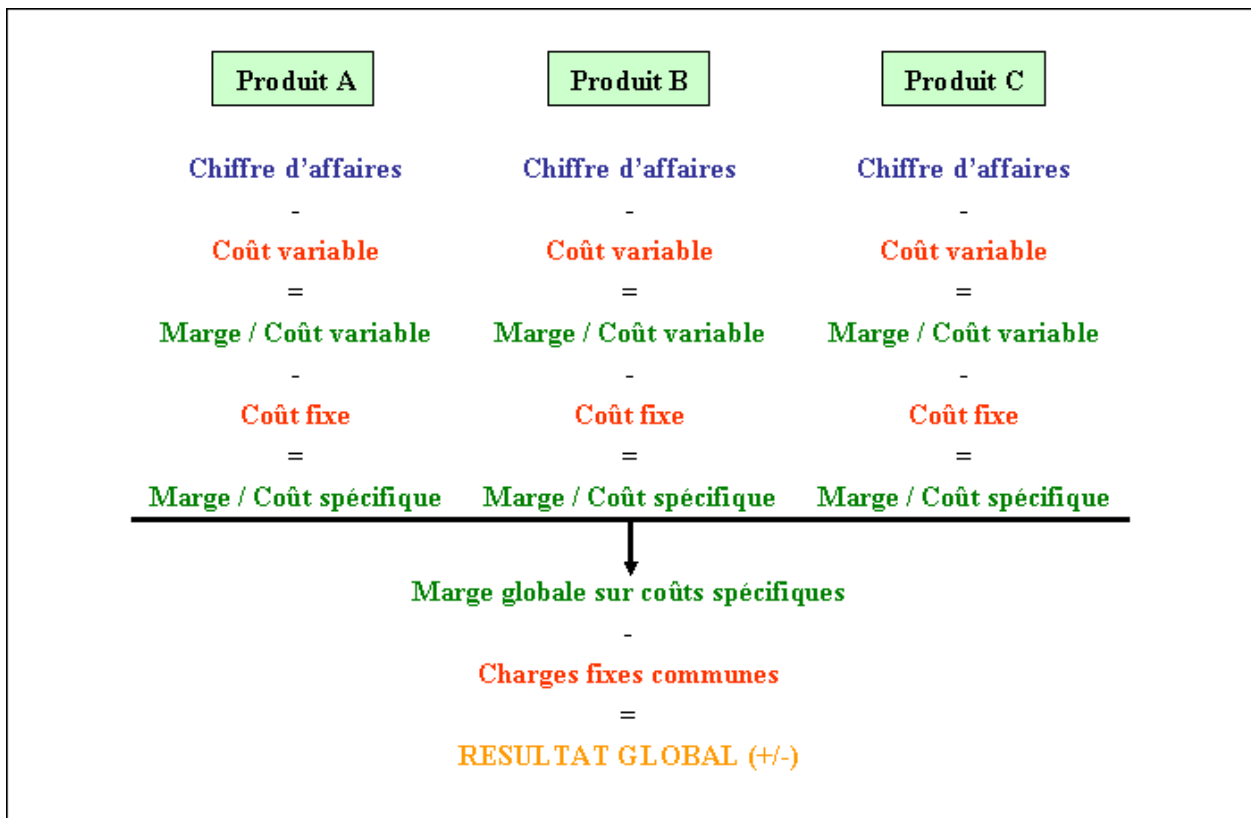 Produit A Produit B Produit C
Chiffre d'affaires Chiffre d'affaires Chiffre d'affaires
- - -
Coût variable Coût variable Coût variable
= = =
Marge / Coût variable Marge / Coût variable Marge / Coût variable
- - -
Coût fixe Coût fixe Coût fixe
= = =
Marge / Coût spécifique Marge / Coût spécifique Marge / Coût spécifique
Marge globale sur coûts spécifiques
-
Charges fixes communes
=
RESULTAT GLOBAL (+/-)